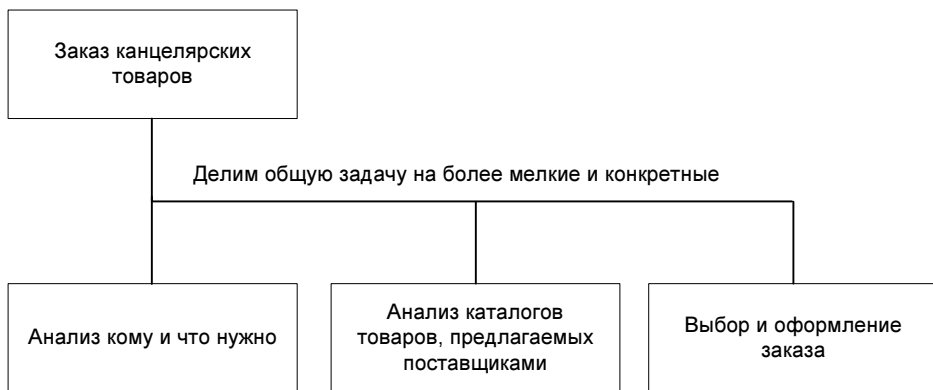 Заказ канцелярских
товаров
Делим общую задачу на более мелкие и конкретные
Анализ кому и что нужно
Анализ каталогов
товаров, предлагаемых
поставщиками
Выбор и оформление
заказа